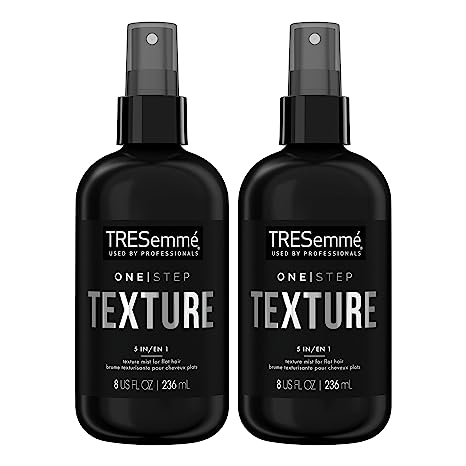 TRESemmé
USED BY PROFESSIONALS
ONE|STEP
TEXTURE
5 IN/EN 1
texture mist for flat hair
brume texturisante pour cheveux plats
8 US FL OZ | 236 mL
TRESemmé
USED BY PROFESSIONALS
ONE|STEP
TEXTURE
5 IN/EN 1
texture mist for flat hair
brume texturisante pour cheveux plats
8 US FL OZ | 236 mL